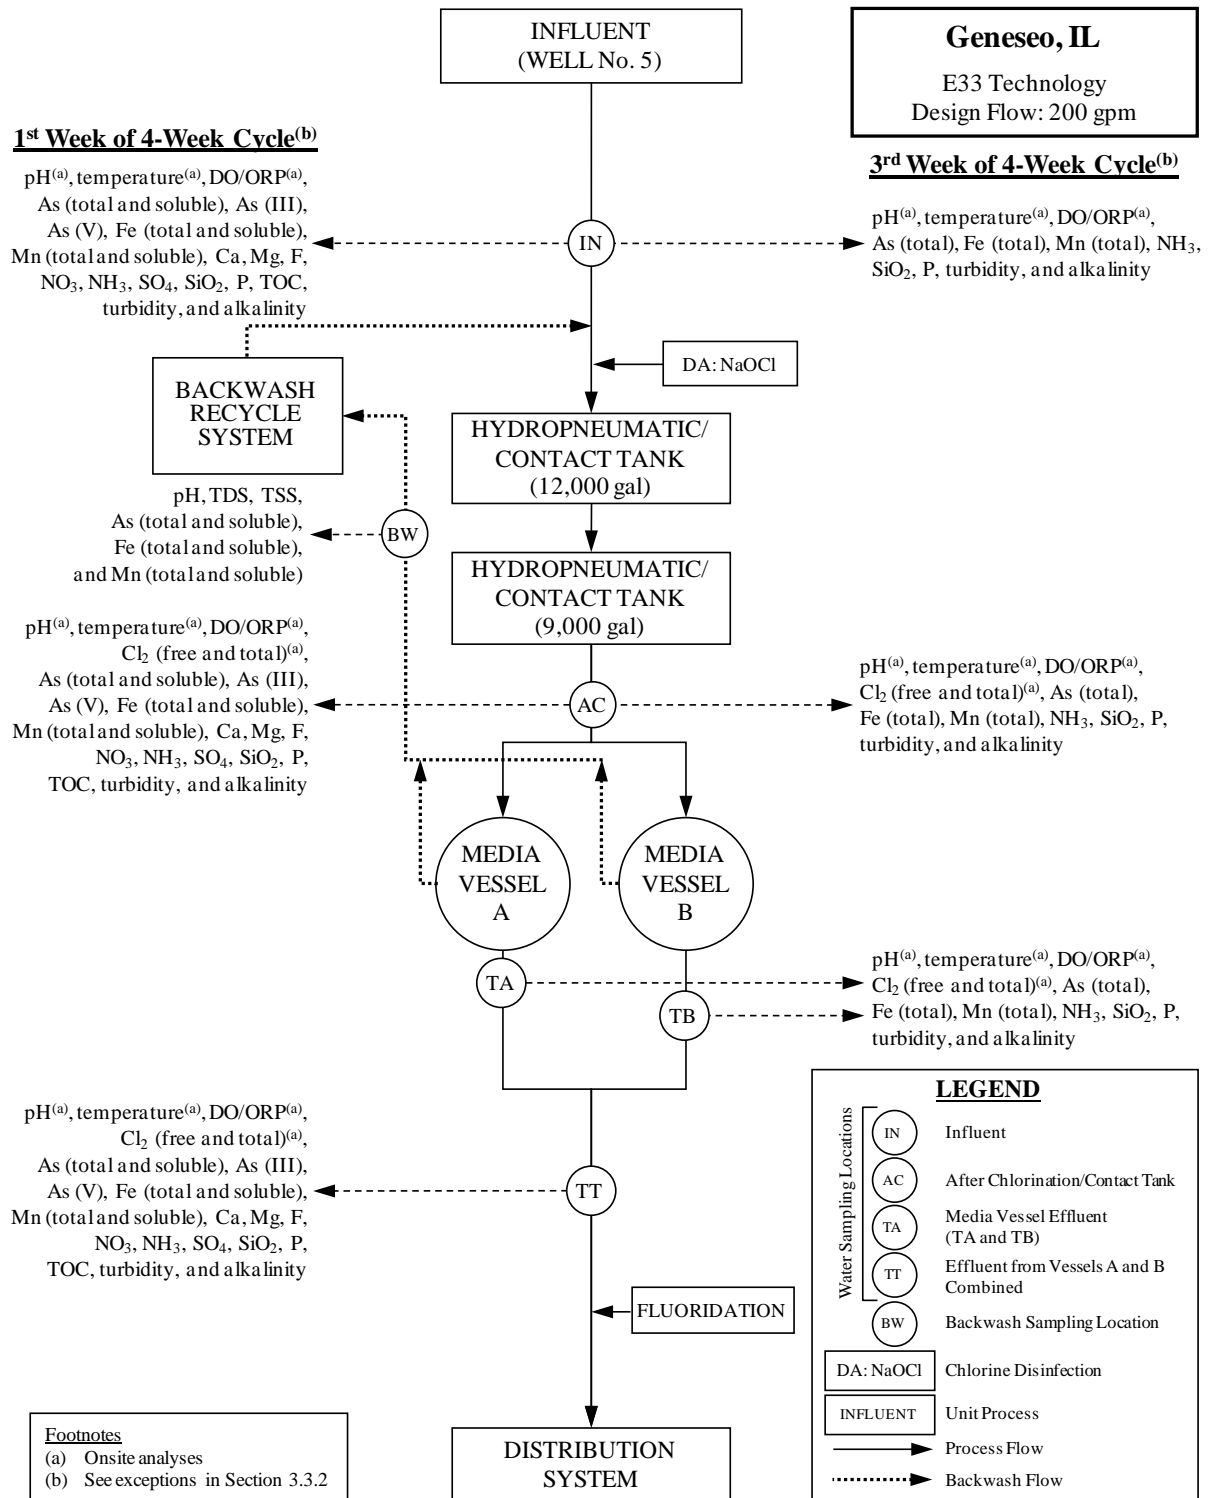 INFLUENT
(WELL No. 5)
Geneseo, IL
E33 Technology
Design Flow: 200 gpm
1st Week of 4-Week Cycle(b)
pH(a), temperature(a), DO/ORP(a),
As (total and soluble), As (III),
As (V), Fe (total and soluble),
Mn (total and soluble), Ca, Mg, F,
NO3, NH3, SO4, SiO2, P, TOC,
turbidity, and alkalinity
IN
3rd Week of 4-Week Cycle(b)
pH(a), temperature(a), DO/ORP(a),
As (total), Fe (total), Mn (total), NH3,
SiO2, P, turbidity, and alkalinity
DA: NaOCl
BACKWASH
RECYCLE
SYSTEM
HYDROPNEUMATIC/
CONTACT TANK
(12,000 gal)
pH, TDS, TSS,
As (total and soluble),
Fe (total and soluble),
and Mn (total and soluble)
BW
HYDROPNEUMATIC/
CONTACT TANK
(9,000 gal)
pH(a), temperature(a), DO/ORP(a),
Cl2 (free and total)(a),
As (total and soluble), As (III),
As (V), Fe (total and soluble),
Mn (total and soluble), Ca, Mg, F,
NO3, NH3, SO4, SiO2, P,
TOC, turbidity, and alkalinity
AC
pH(a), temperature(a), DO/ORP(a),
Cl2 (free and total)(a), As (total),
Fe (total), Mn (total), NH3, SiO2, P,
turbidity, and alkalinity
MEDIA
VESSEL
A
MEDIA
VESSEL
B
TA
TB
pH(a), temperature(a), DO/ORP(a),
Cl2 (free and total)(a), As (total),
Fe (total), Mn (total), NH3, SiO2, P,
turbidity, and alkalinity
pH(a), temperature(a), DO/ORP(a),
Cl2 (free and total)(a),
As (total and soluble), As (III),
As (V), Fe (total and soluble),
Mn (total and soluble), Ca, Mg, F,
NO3, NH3, SO4, SiO2, P,
TOC, turbidity, and alkalinity
TT
FLUORIDATION
DISTRIBUTION
SYSTEM
LEGEND
Water Sampling Locations
IN Influent
AC After Chlorination/Contact Tank
TA Media Vessel Effluent
(TA and TB)
TT Effluent from Vessels A and B
Combined
BW Backwash Sampling Location
DA: NaOCl Chlorine Disinfection
INFLUENT Unit Process
Process Flow
Backwash Flow
Footnotes
(a) Onsite analyses
(b) See exceptions in Section 3.3.2